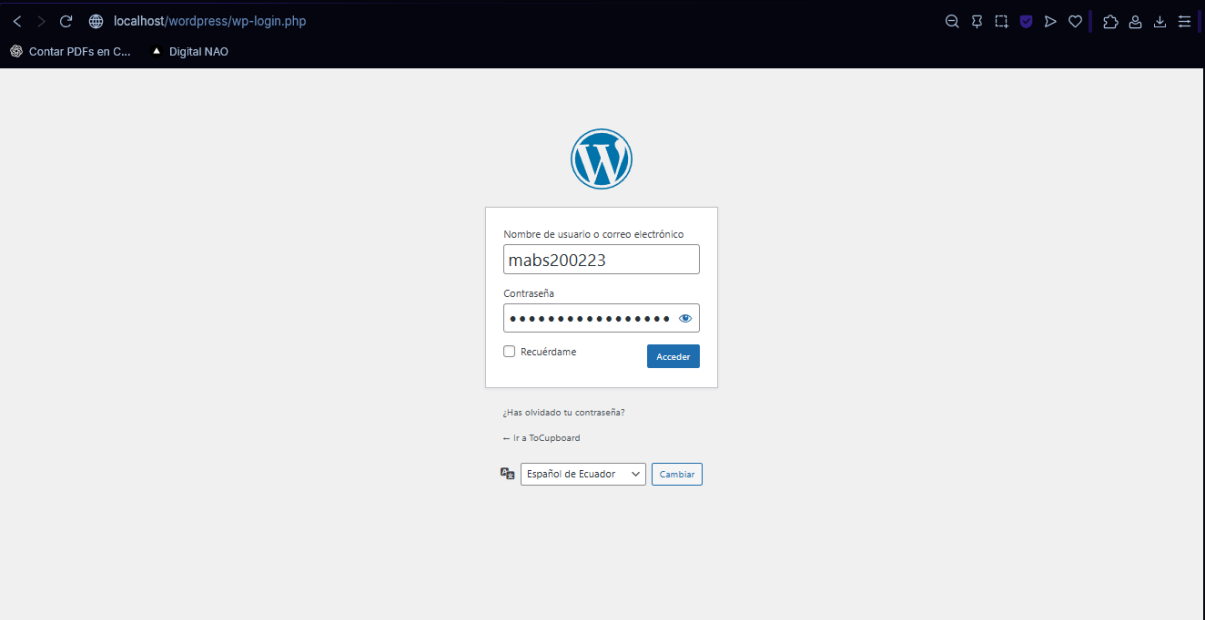 localhost/wordpress/wp-login.php
Contar PDFs en C... Digital NAO
Nombre de usuario o correo electrónico
mabs200223
Contraseña
Recuérdame Acceder
¿Has olvidado tu contraseña?
← Ir a ToCupboard
Español de Ecuador Cambiar